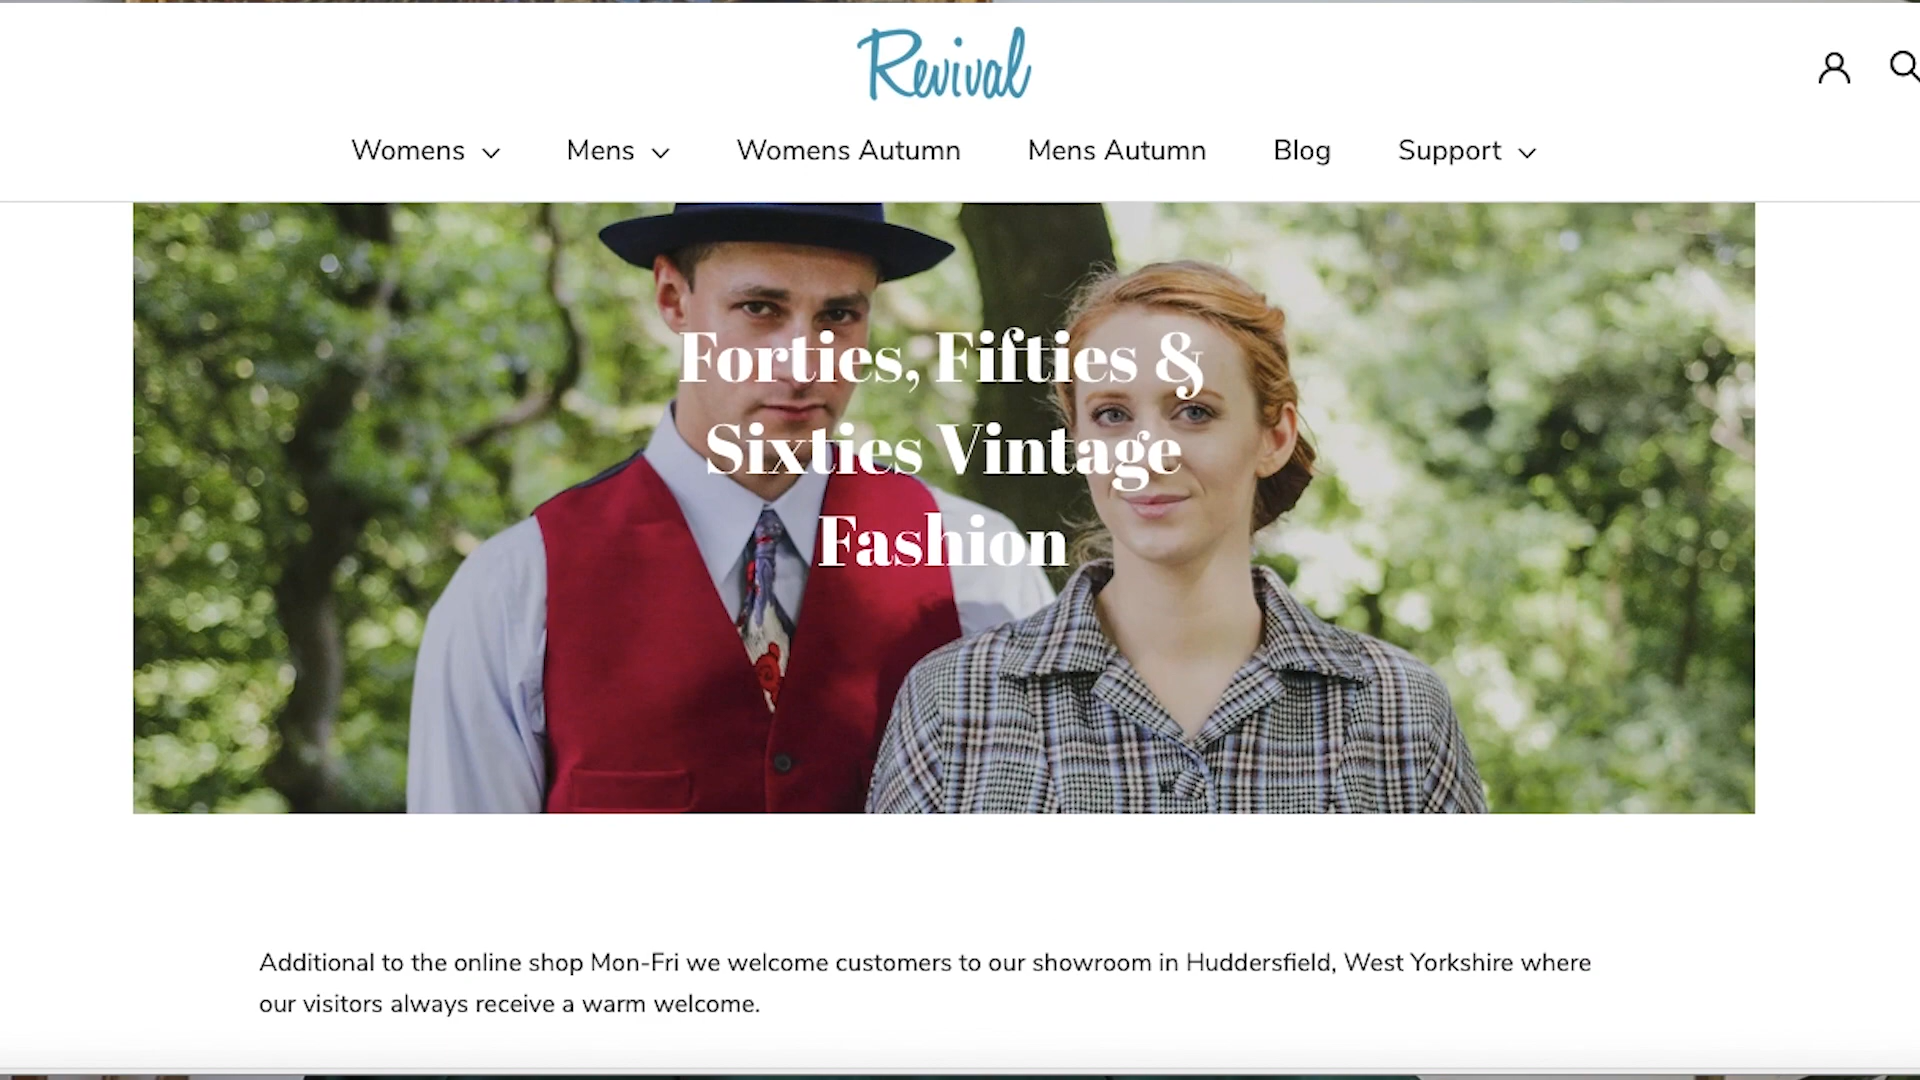 Revival
Womens Mens Womens Autumn Mens Autumn Blog Support
Forties, Fifties &
Sixties Vintage
Fashion
Additional to the online shop Mon-Fri we welcome customers to our showroom in Huddersfield, West Yorkshire where
our visitors always receive a warm welcome.